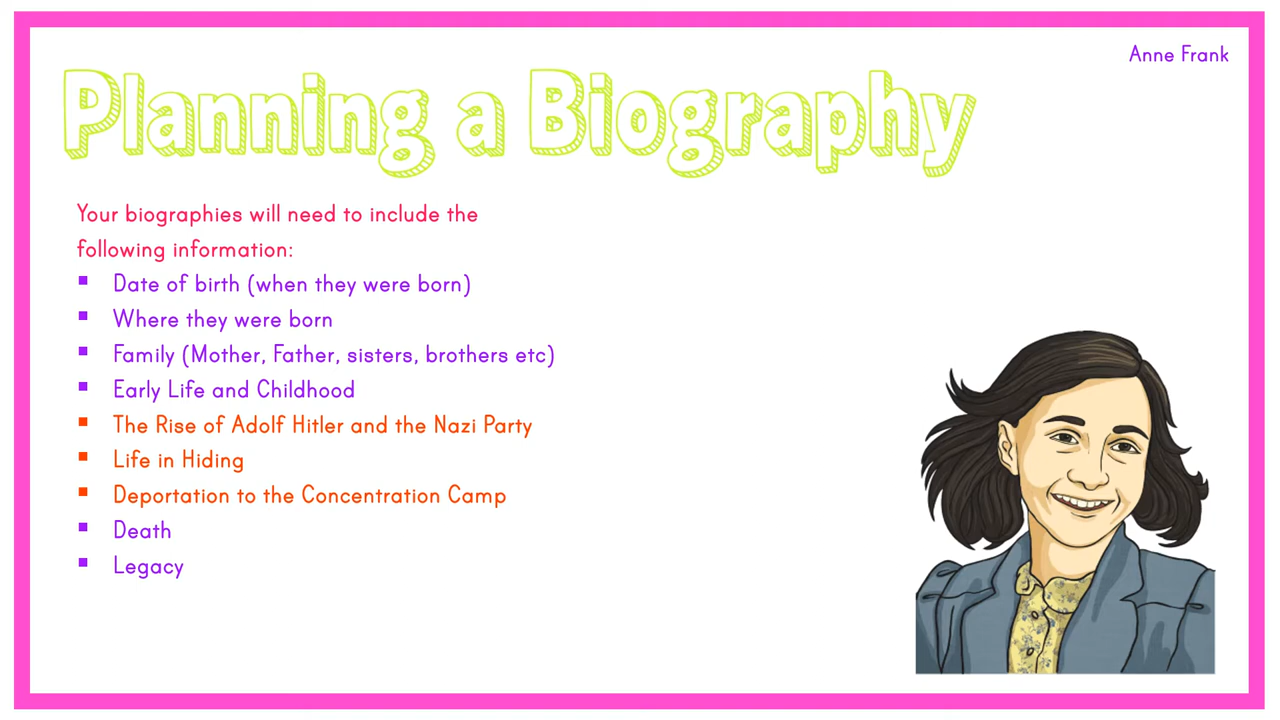 Anne Frank
Planning a Biography
Your biographies will need to include the
following information:
▪ Date of birth (when they were born)
▪ Where they were born
▪ Family (Mother, Father, sisters, brothers etc)
▪ Early Life and Childhood
▪ The Rise of Adolf Hitler and the Nazi Party
▪ Life in Hiding
▪ Deportation to the Concentration Camp
▪ Death
▪ Legacy